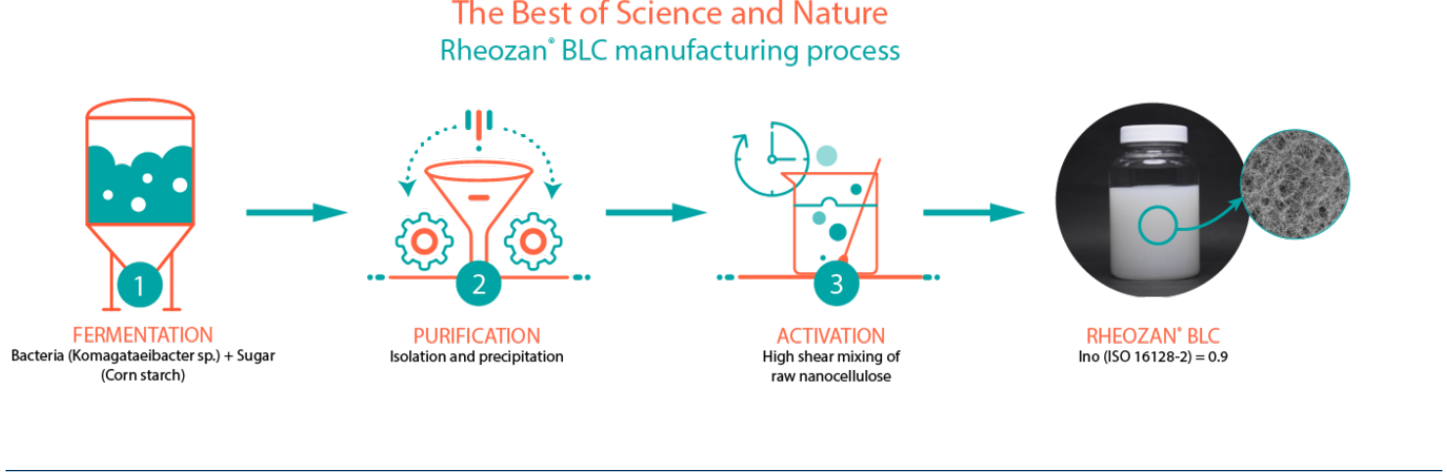 The Best of Science and Nature
Rheozan® BLC manufacturing process
1
FERMENTATION
Bacteria (Komagataeibacter sp.) + Sugar
(Corn starch)
2
PURIFICATION
Isolation and precipitation
3
ACTIVATION
High shear mixing of
raw nanocellulose
RHEOZAN® BLC
Ino (ISO 16128-2) = 0.9